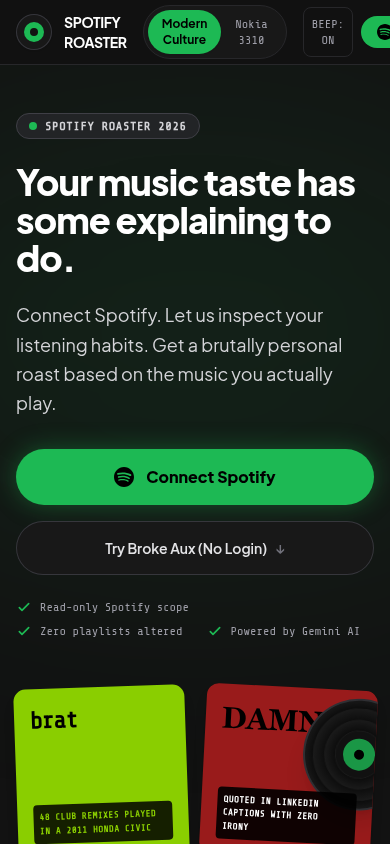 SPOTIFY
ROASTER
Modern
Culture
Nokia
3310
BEEP:
ON
SPOTIFY ROASTER 2026
Your music taste has
some explaining to
do.
Connect Spotify. Let us inspect your
listening habits. Get a brutally personal
roast based on the music you actually
play.
Connect Spotify
Try Broke Aux (No Login) ↓
Read-only Spotify scope
Zero playlists altered
Powered by Gemini AI
brat
48 CLUB REMIXES PLAYED
IN A 2011 HONDA CIVIC
DAMN
QUOTED IN LINKEDIN
CAPTIONS WITH ZERO
IRONY